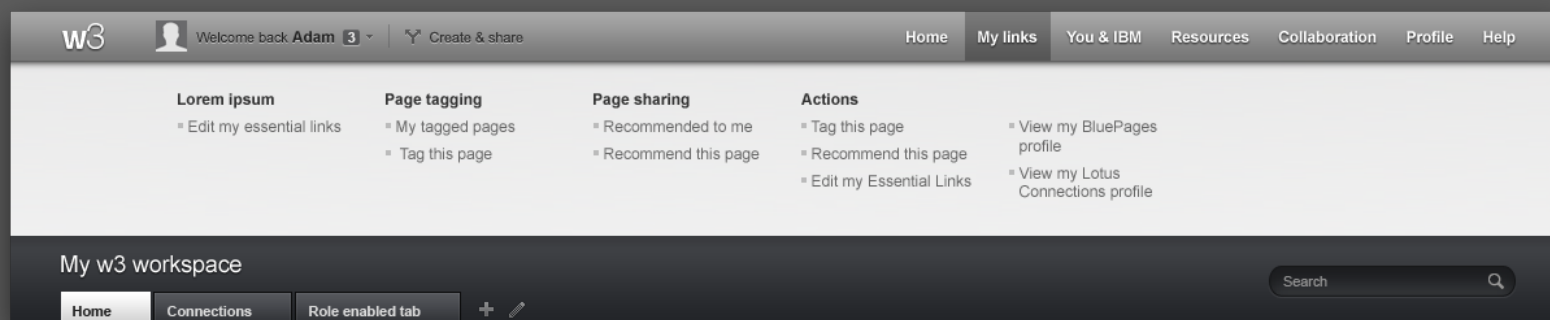 w3 Welcome back Adam 3 Create & share Home My links You & IBM Resources Collaboration Profile Help
Lorem ipsum
Edit my essential links
Page tagging
My tagged pages
Tag this page
Page sharing
Recommended to me
Recommend this page
Actions
Tag this page
Recommend this page
Edit my Essential Links
View my BluePages
profile
View my Lotus
Connections profile
My w3 workspace
Search
Home Connections Role enabled tab